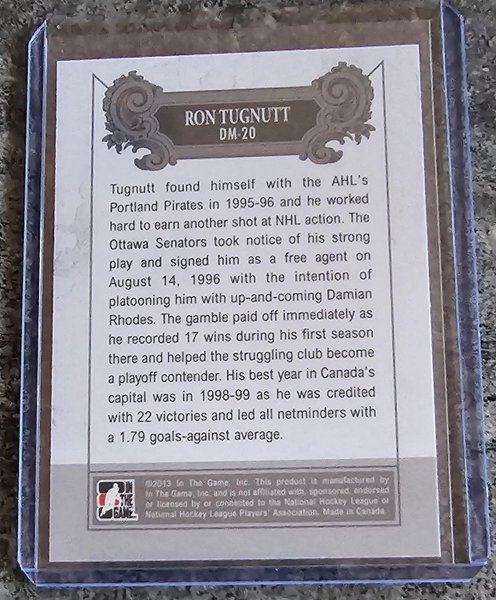 RON TUGNUTT
DM-20
Tugnutt found himself with the AHL's
Portland Pirates in 1995-96 and he worked
hard to earn another shot at NHL action. The
Ottawa Senators took notice of his strong
play and signed him as a free agent on
August 14, 1996 with the intention of
platooning him with up-and-coming Damian
Rhodes. The gamble paid off immediately as
he recorded 17 wins during his first season
there and helped the struggling club become
a playoff contender. His best year in Canada's
capital was in 1998-99 as he was credited
with 22 victories and led all netminders with
a 1.79 goals-against average.
IN
THE
GAME
©2013 In The Game, Inc. This product is manufactured by
In The Game, Inc. and is not affiliated with, sponsored, endorsed
or licensed by or connected to the National Hockey League or
National Hockey League Players' Association. Made in Canada.